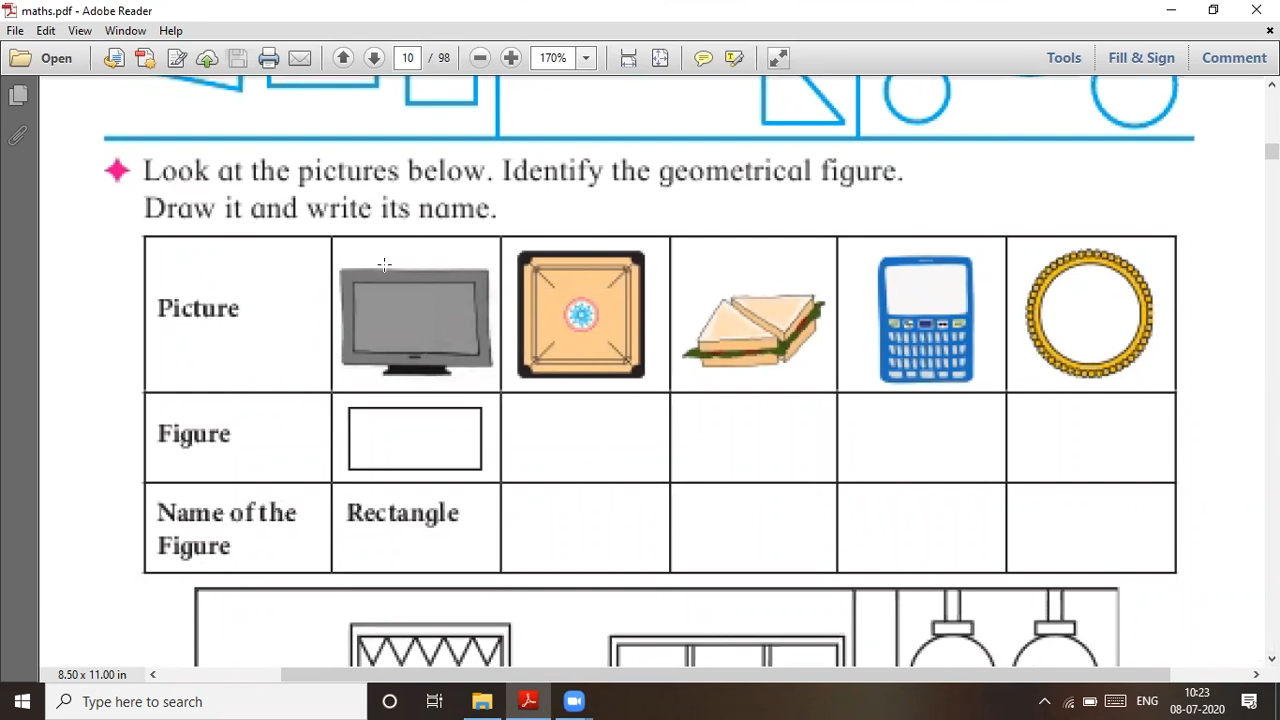 maths.pdf - Adobe Reader
File Edit View Window Help
Open 10 / 98 170% Tools Fill & Sign Comment
Look at the pictures below. Identify the geometrical figure.
Draw it and write its name.
Picture
Figure
Name of the Rectangle
Figure
8.50 x 11.00 in
Type here to search ENG 10:23
08-07-2020